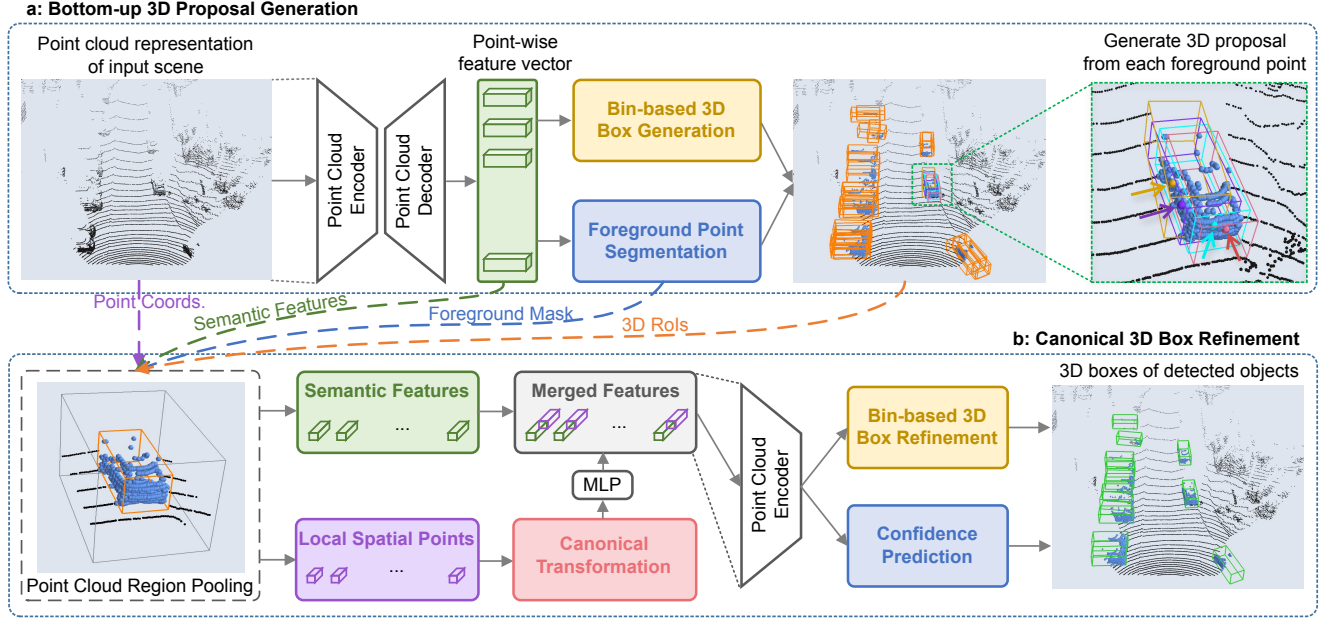 a: Bottom-up 3D Proposal Generation
Point cloud representation
of input scene
Point Cloud
Encoder
Point Cloud
Decoder
Point-wise
feature vector
Bin-based 3D
Box Generation
Foreground Point
Segmentation
Generate 3D proposal
from each foreground point
Point Coords.
Semantic Features
Foreground Mask
3D RoIs
b: Canonical 3D Box Refinement
Point Cloud Region Pooling
Semantic Features
...
Local Spatial Points
...
Merged Features
...
MLP
Canonical
Transformation
Point Cloud
Encoder
Bin-based 3D
Box Refinement
Confidence
Prediction
3D boxes of detected objects